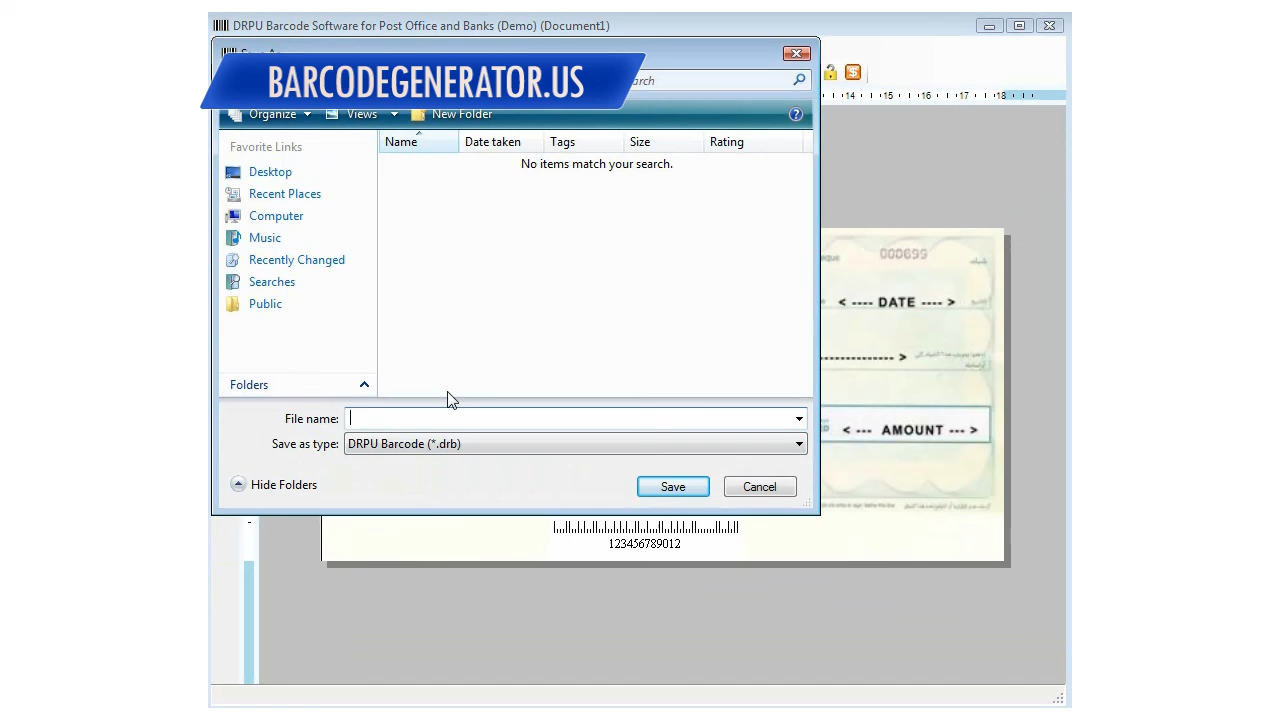 DRPU Barcode Software for Post Office and Banks (Demo) (Document1)
BARCODEGENERATOR.US
Organize Views New Folder
Name Date taken Tags Size Rating
No items match your search.
Favorite Links
Desktop
Recent Places
Computer
Music
Recently Changed
Searches
Public
Folders
File name:
Save as type: DRPU Barcode (*.drb)
Hide Folders
Save Cancel
14 15 16 17 18
000699
< ---- DATE ---- >
-------------- >
< --- AMOUNT --- >
123456789012